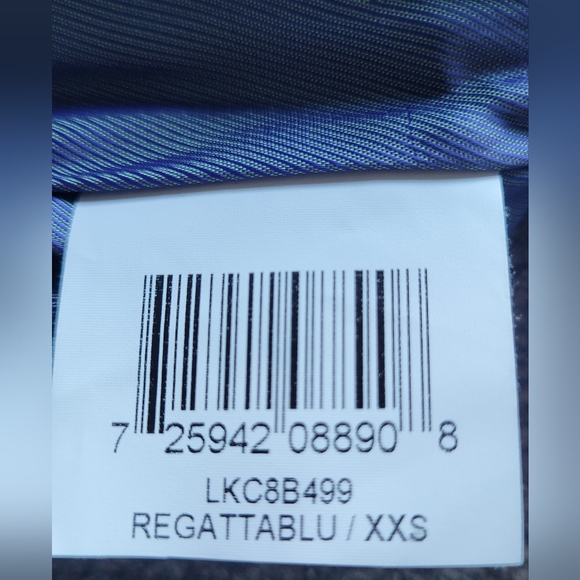 7 25942 08890 8
LKC8B499
REGATTABLU / XXS